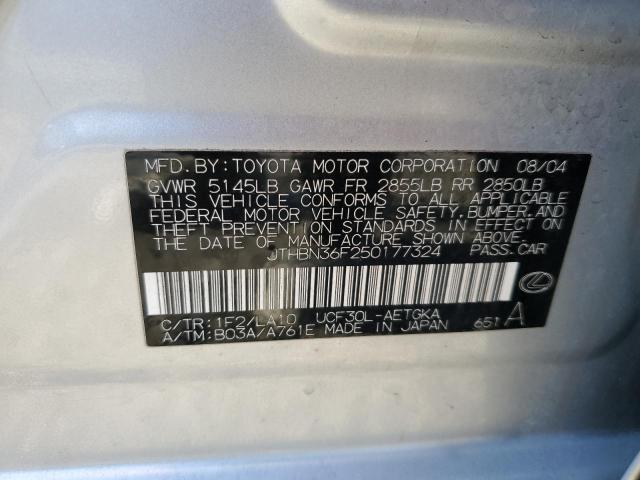 MFD. BY: TOYOTA MOTOR CORPORATION 08/04
GVWR 5145LB GAWR FR 2855LB RR 2850LB
THIS VEHICLE CONFORMS TO ALL APPLICABLE
FEDERAL MOTOR VEHICLE SAFETY, BUMPER, AND
THEFT PREVENTION STANDARDS IN EFFECT ON
THE DATE OF MANUFACTURE SHOWN ABOVE.
JTHBN36F250177324 PASS. CAR
C/TR: 1F2/LA10 UCF30L-AETGKA
A/TM: B03A/A761E MADE IN JAPAN 651 A